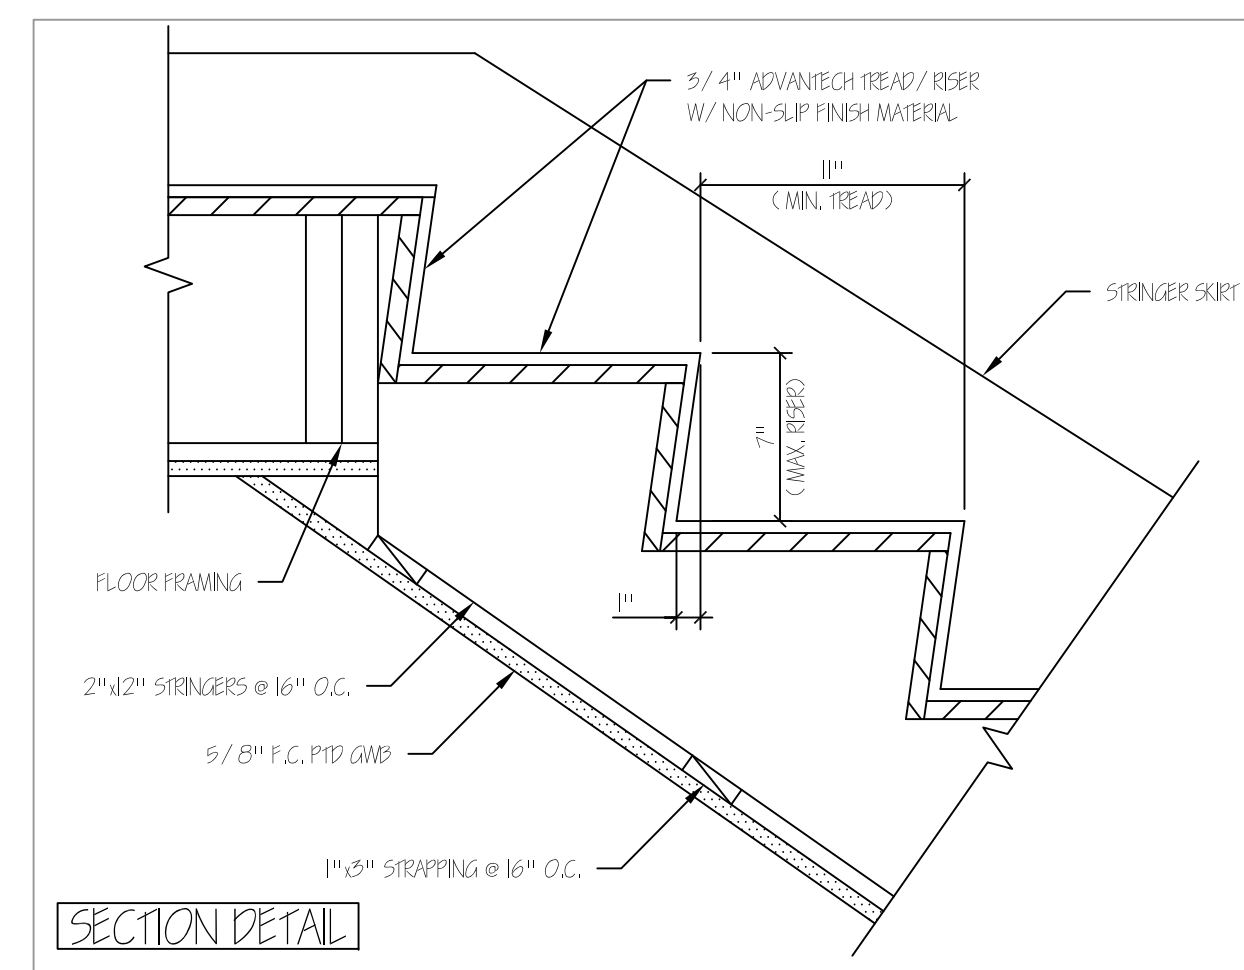 3/4" ADVANTECH TREAD/RISER
W/ NON-SLIP FINISH MATERIAL
11"
(MIN. TREAD)
STRINGER SKIRT
7"
(MAX. RISER)
FLOOR FRAMING
1"
2"x12" STRINGERS @ 16" O.C.
5/8" F.C. PTD GWB
1"x3" STRAPPING @ 16" O.C.
SECTION DETAIL